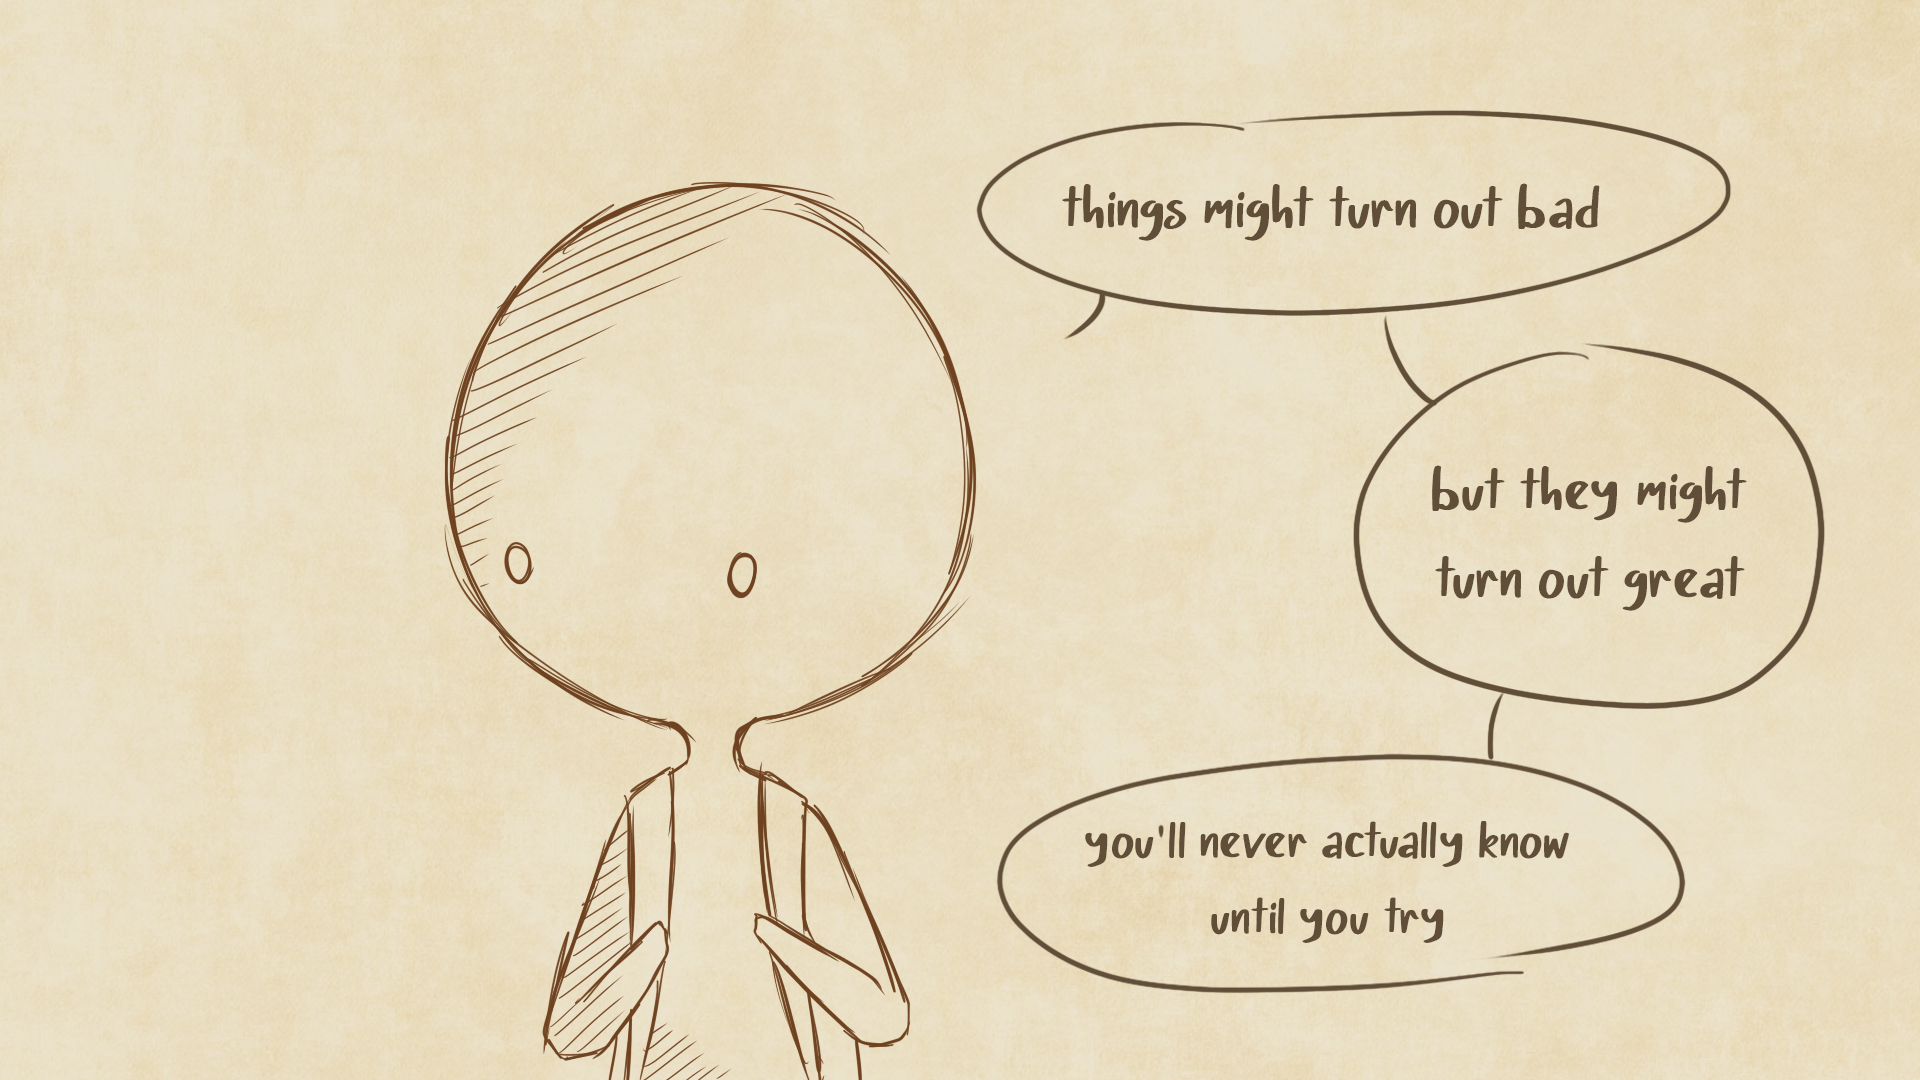 things might turn out bad
but they might
turn out great
you'll never actually know
until you try